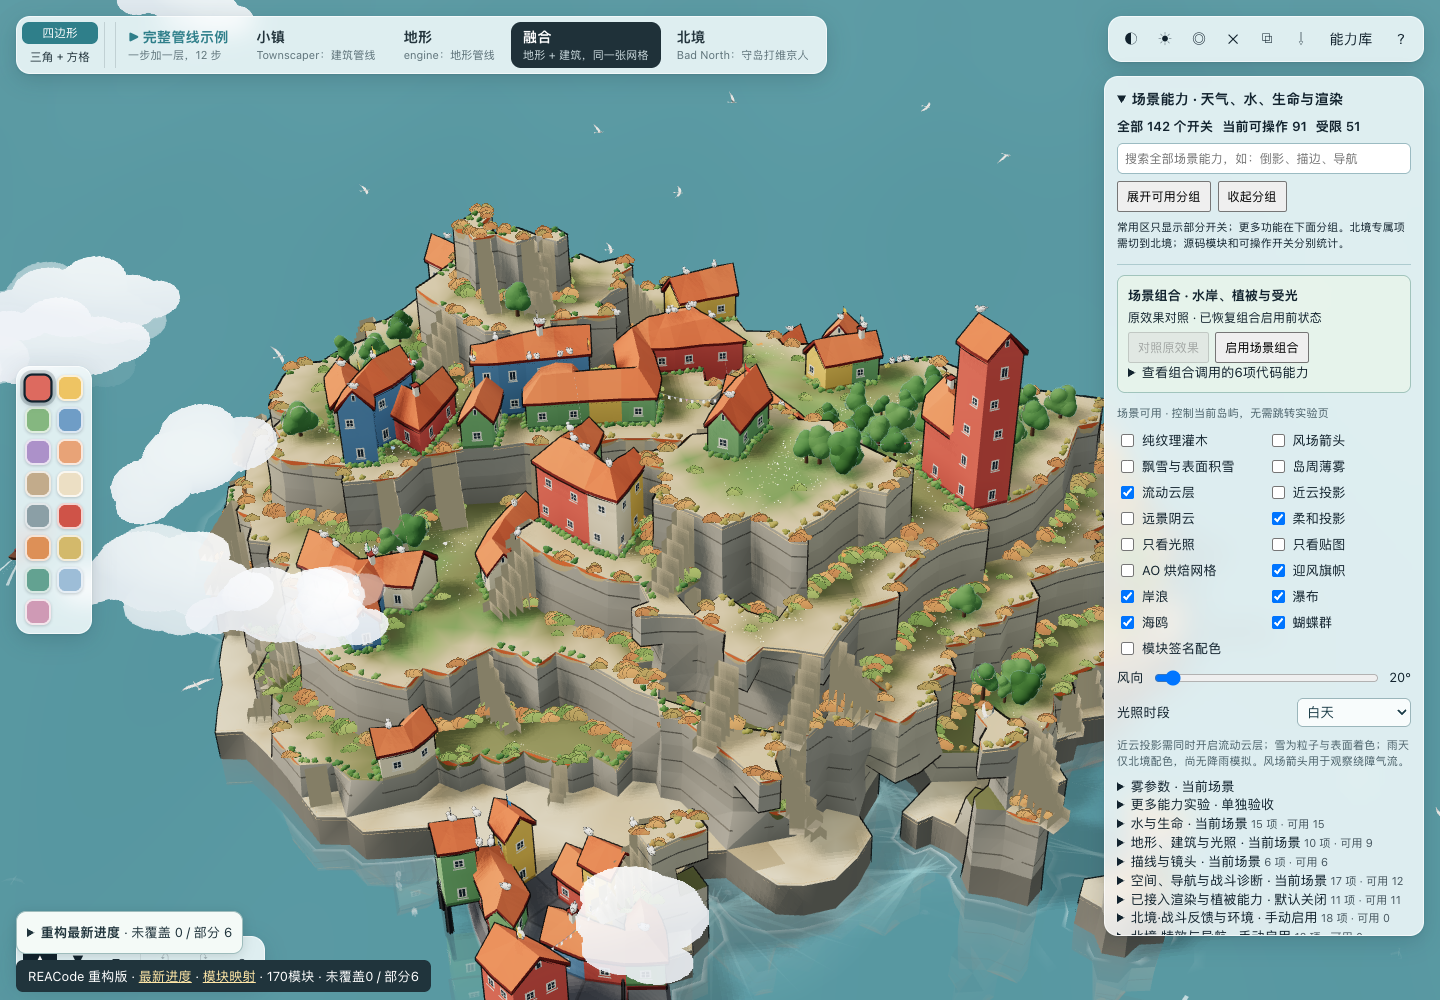 四边形
三角 + 方格
▶ 完整管线示例
一步加一层，12 步
小镇
Townscaper：建筑管线
地形
engine：地形管线
融合
地形 + 建筑，同一张网格
北境
Bad North：守岛打维京人
能力库
?
▼ 场景能力 · 天气、水、生命与渲染
全部 142 个开关 当前可操作 91 受限 51
搜索全部场景能力，如：倒影、描边、导航
展开可用分组
收起分组
常用区只显示部分开关；更多功能在下面分组。北境专属项
需切到北境；源码模块和可操作开关分别统计。
场景组合 · 水岸、植被与受光
原效果对照 · 已恢复组合启用前状态
对照原效果
启用场景组合
▶ 查看组合调用的6项代码能力
场景可用 · 控制当前岛屿，无需跳转实验页
纯纹理灌木
风场箭头
飘雪与表面积雪
岛周薄雾
流动云层
近云投影
远景阴云
柔和投影
只看光照
只看贴图
AO 烘焙网格
迎风旗帜
岸浪
瀑布
海鸥
蝴蝶群
模块签名配色
风向
20°
光照时段
白天
近云投影需同时开启流动云层；雪为粒子与表面着色；雨天
仅北境配色，尚无降雨模拟。风场箭头用于观察绕障气流。
▶ 雾参数 · 当前场景
▶ 更多能力实验 · 单独验收
▶ 水与生命 · 当前场景 15 项 · 可用 15
▶ 地形、建筑与光照 · 当前场景 10 项 · 可用 9
▶ 描线与镜头 · 当前场景 6 项 · 可用 6
▶ 空间、导航与战斗诊断 · 当前场景 17 项 · 可用 12
▶ 已接入渲染与植被能力 · 默认关闭 11 项 · 可用 11
▶ 北境·战斗反馈与环境 · 手动启用 18 项 · 可用 0
▶ 重构最新进度 · 未覆盖 0 / 部分 6
REACode 重构版 · 最新进度 · 模块映射 · 170模块 · 未覆盖0 / 部分6